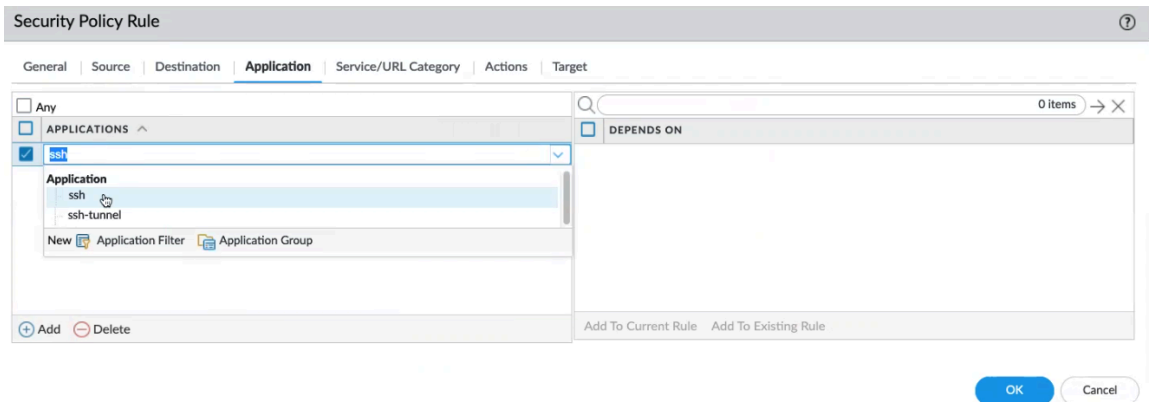 Security Policy Rule
General Source Destination Application Service/URL Category Actions Target
Any
0 items
APPLICATIONS
DEPENDS ON
ssh
Application
ssh
ssh-tunnel
New Application Filter Application Group
Add Delete
Add To Current Rule Add To Existing Rule
OK Cancel